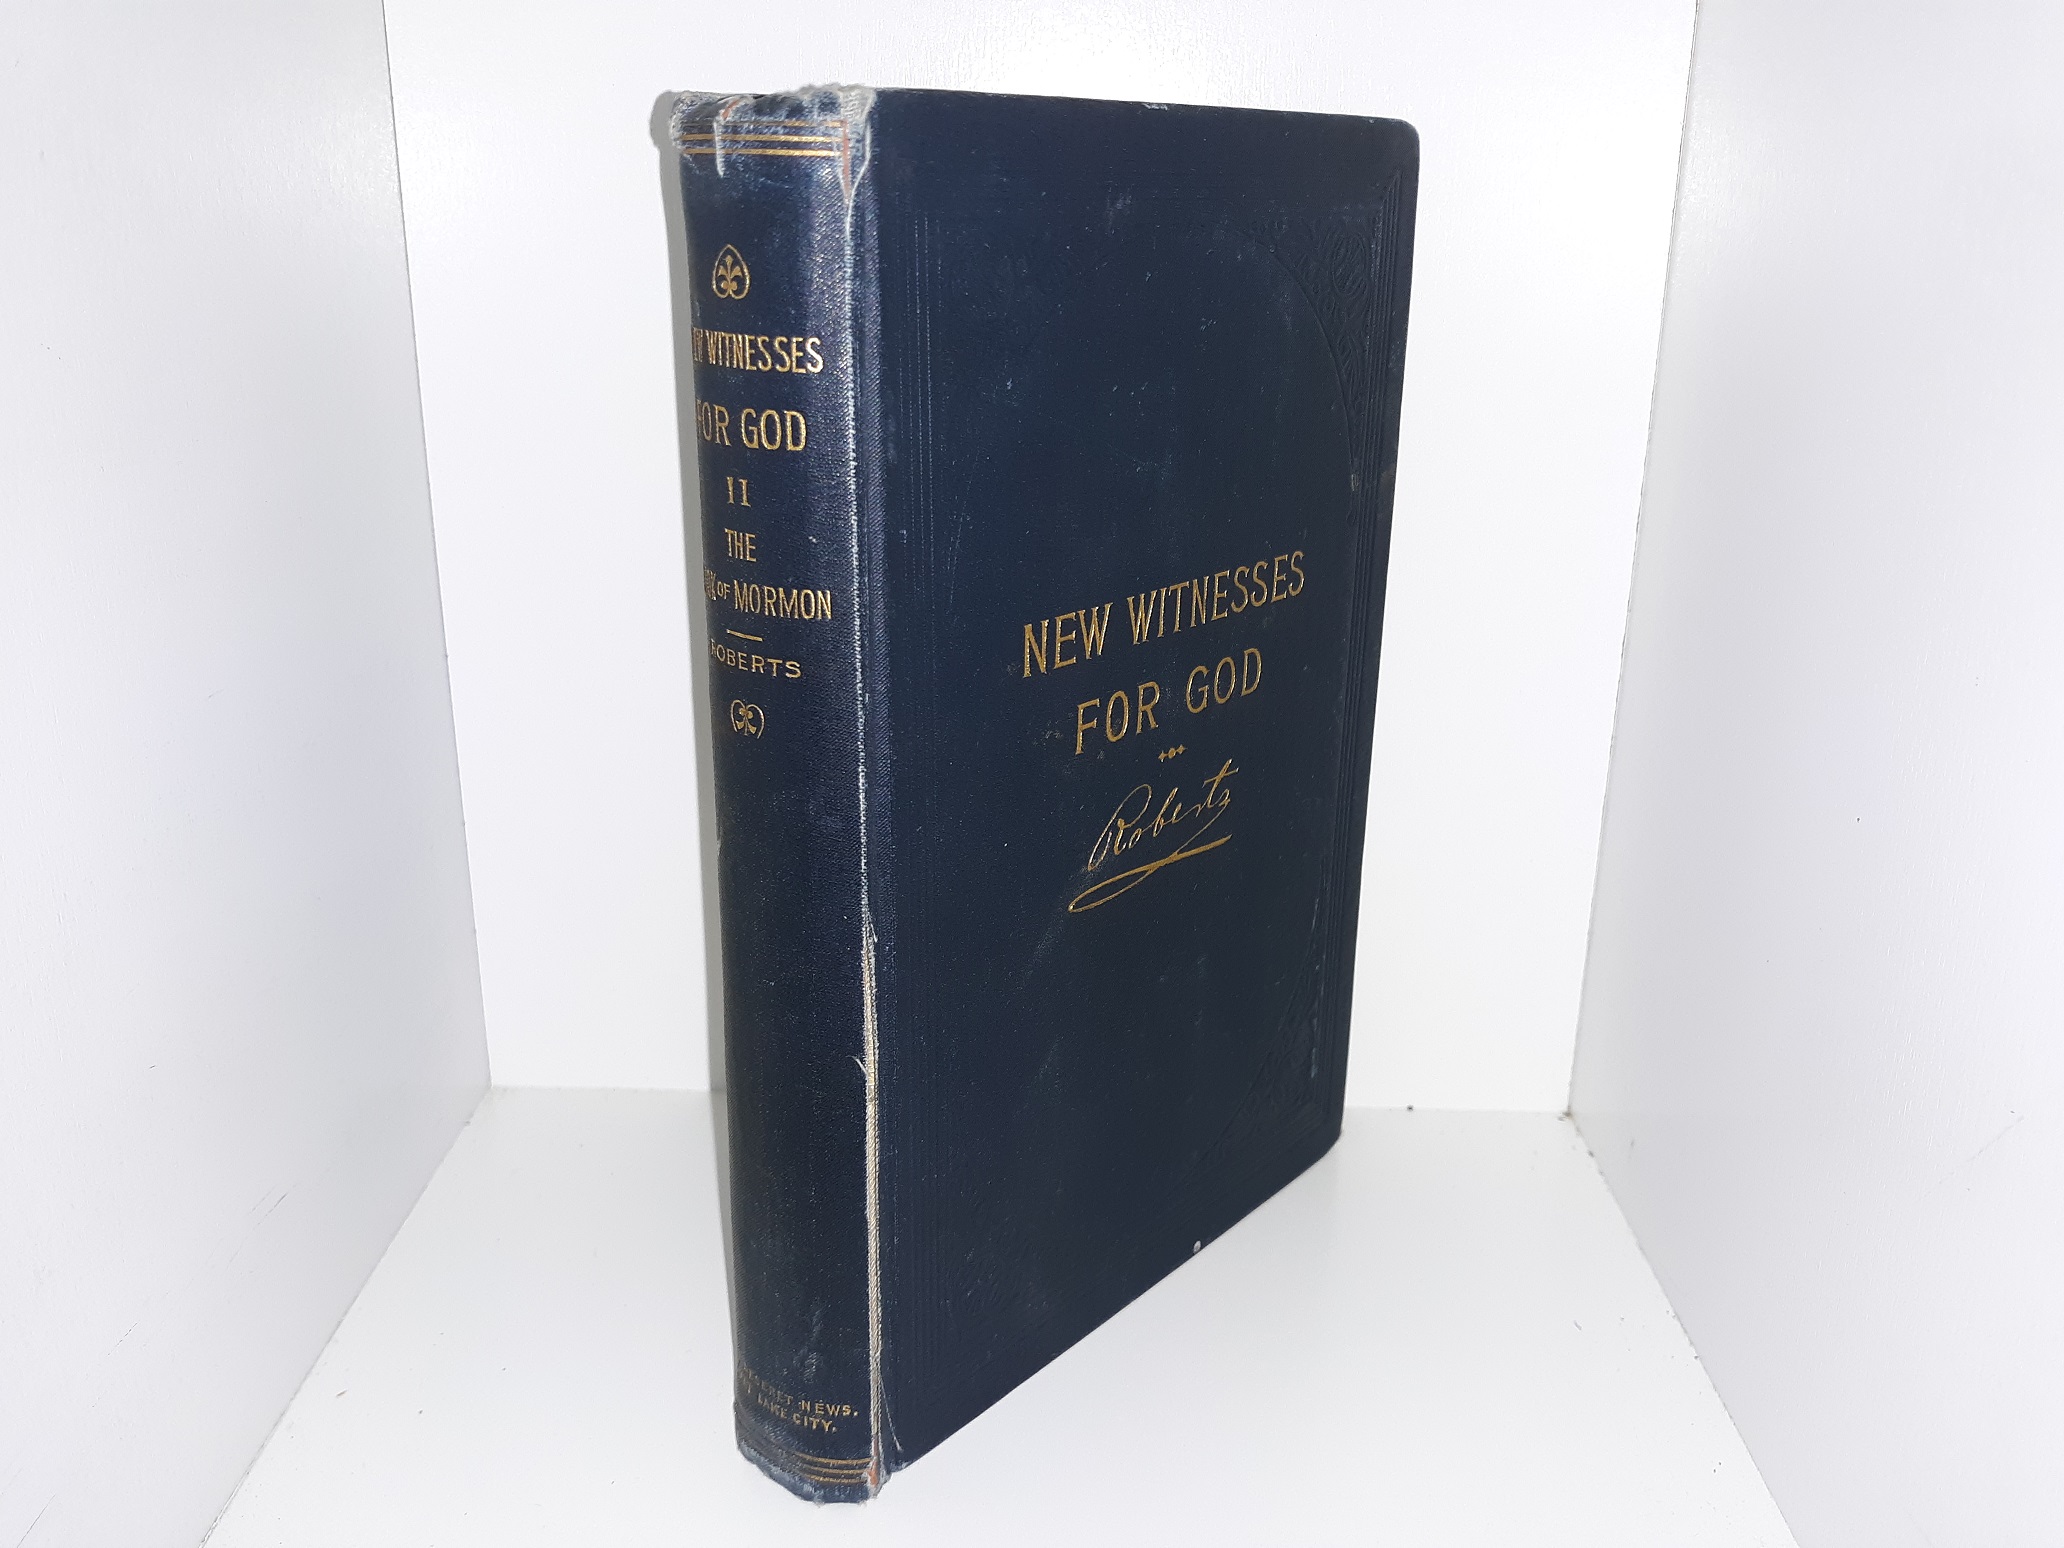 WITNESSES
FOR GOD
II
THE
OF MORMON
ROBERTS
DESERET NEWS.
LAKE CITY.
NEW WITNESSES
FOR GOD
Roberts